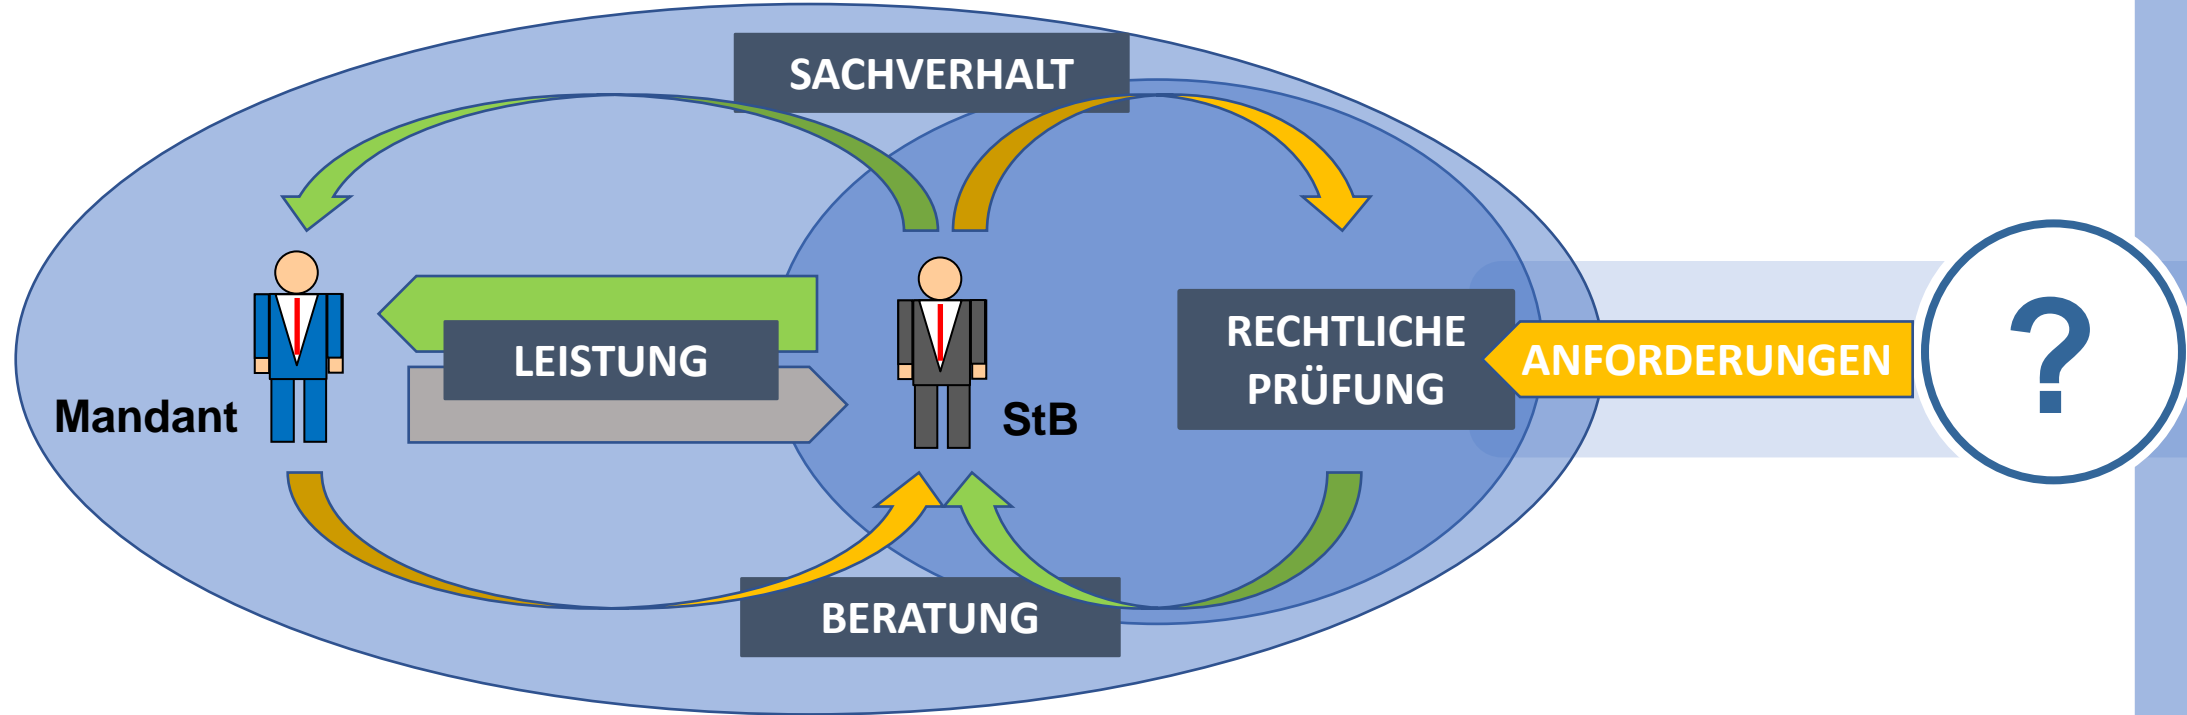 SACHVERHALT
LEISTUNG
Mandant
StB
RECHTLICHE
PRÜFUNG
ANFORDERUNGEN
?
BERATUNG